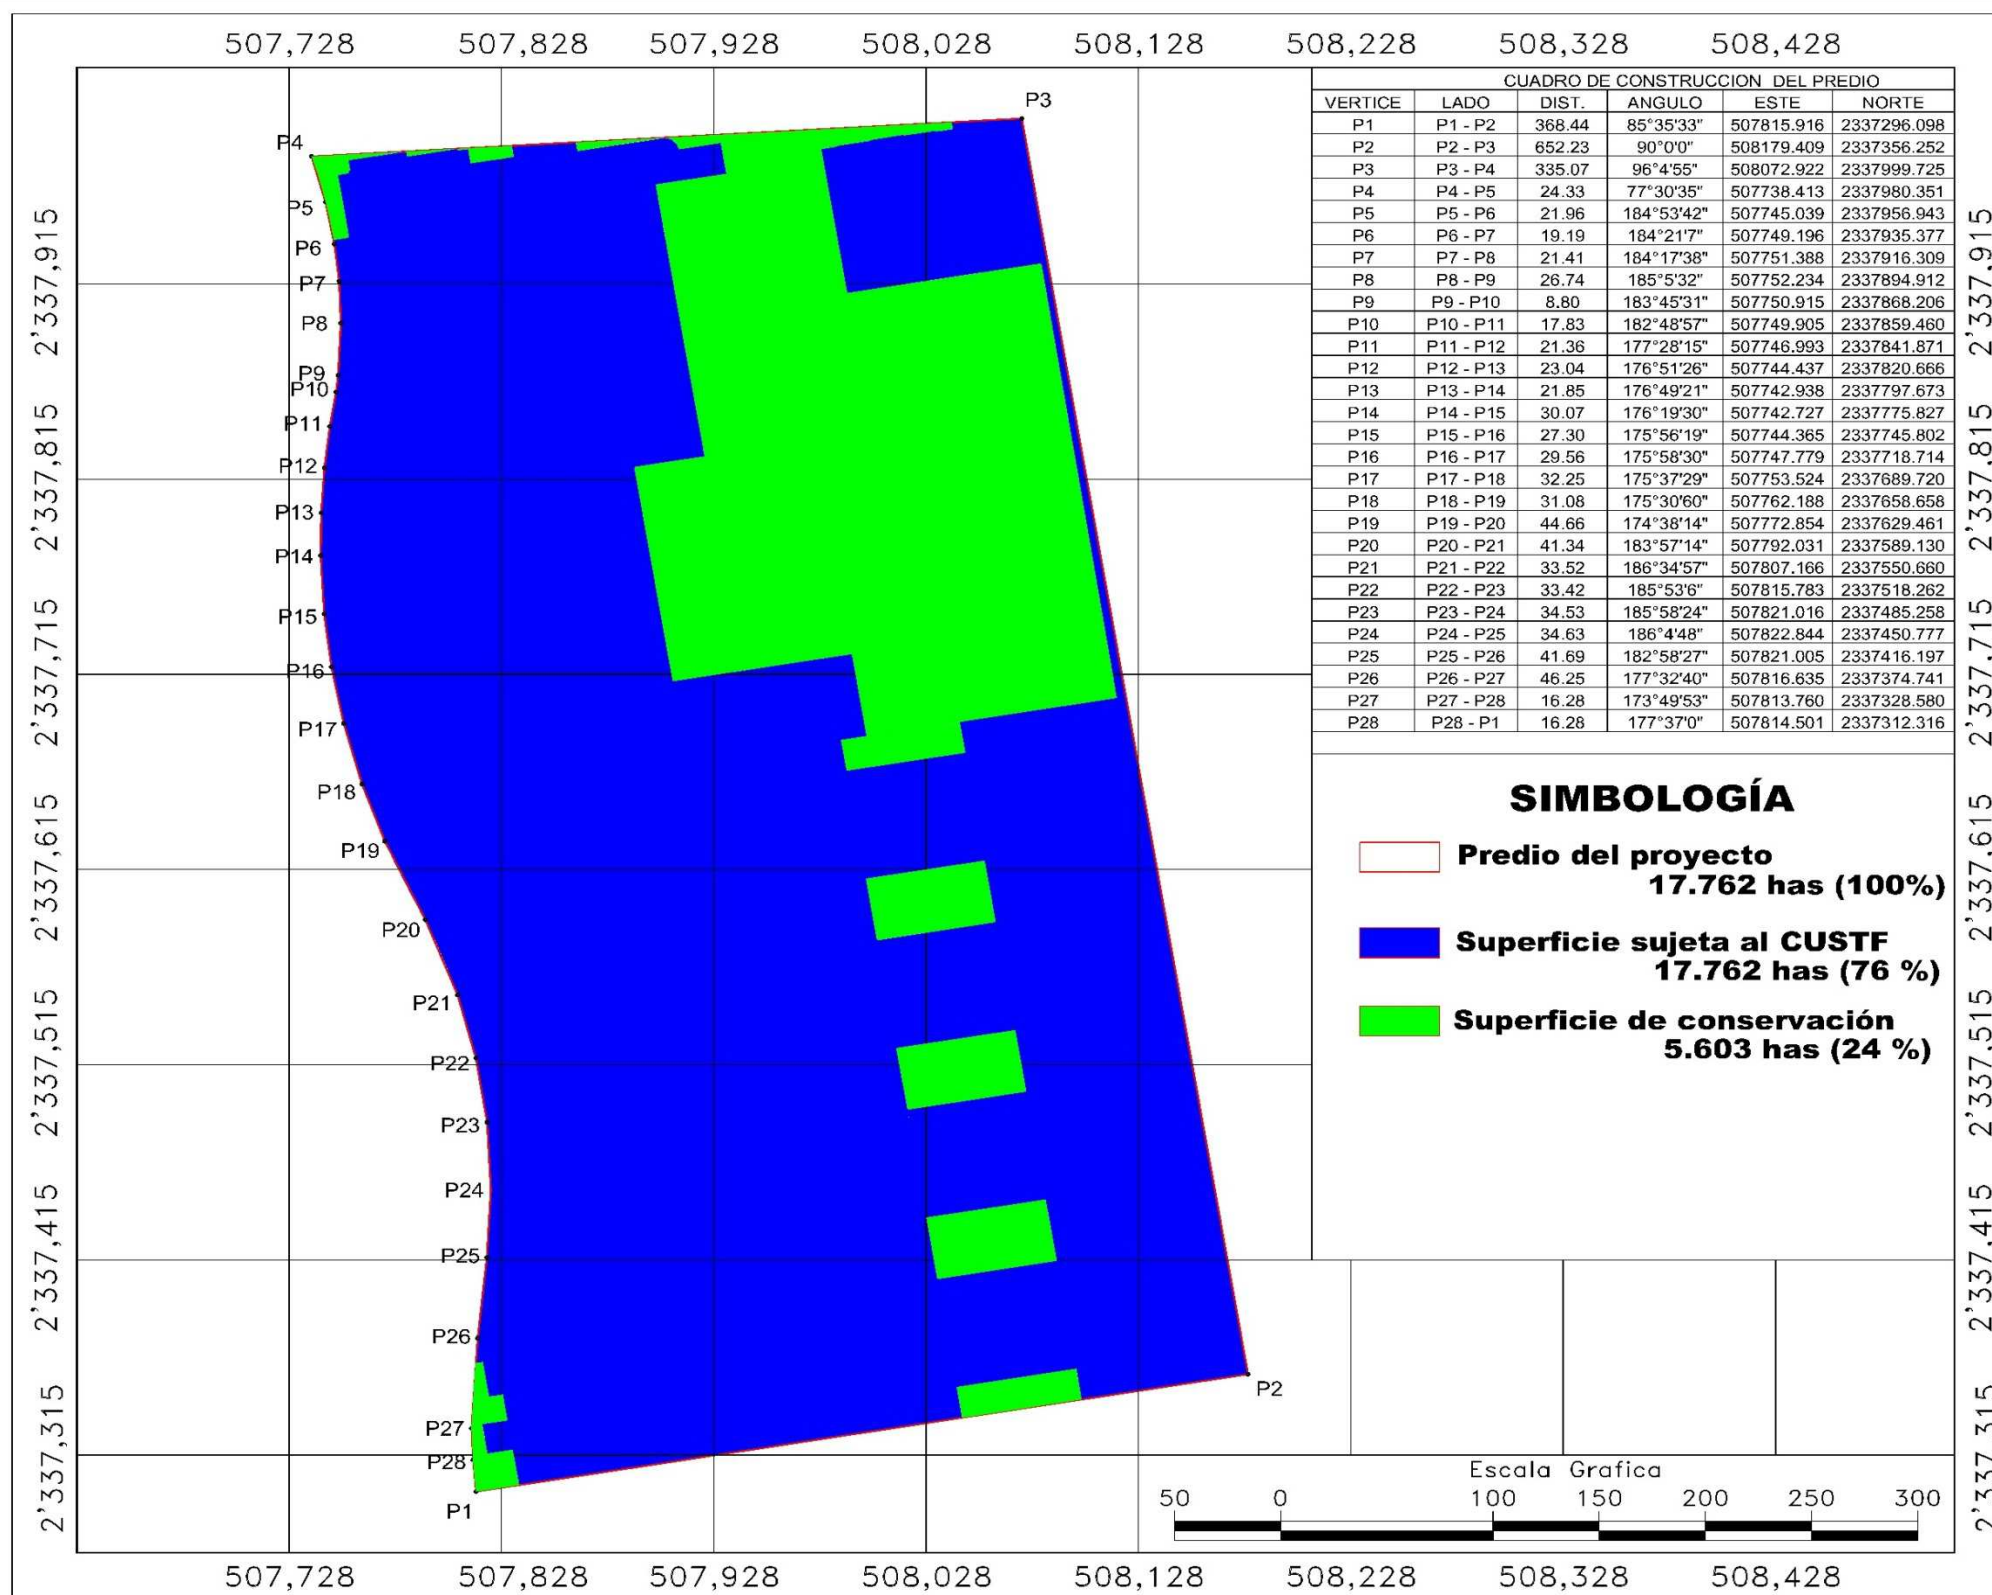 507,728 507,828 507,928 508,028 508,128 508,228 508,328 508,428
CUADRO DE CONSTRUCCION DEL PREDIO
VERTICE LADO DIST. ANGULO ESTE NORTE
P1 P1 - P2 368.44 85°35'33" 507815.916 2337296.098
P2 P2 - P3 652.23 90°0'0" 508179.409 2337356.252
P3 P3 - P4 335.07 96°4'55" 508072.922 2337999.725
P4 P4 - P5 24.33 77°30'35" 507738.413 2337980.351
P5 P5 - P6 21.96 184°53'42" 507745.039 2337956.943
P6 P6 - P7 19.19 184°21'7" 507749.196 2337935.377
P7 P7 - P8 21.41 184°17'38" 507751.388 2337916.309
P8 P8 - P9 26.74 185°5'32" 507752.234 2337894.912
P9 P9 - P10 8.80 183°45'31" 507750.915 2337868.206
P10 P10 - P11 17.83 182°48'57" 507749.905 2337859.460
P11 P11 - P12 21.36 177°28'15" 507746.993 2337841.871
P12 P12 - P13 23.04 176°51'26" 507744.437 2337820.666
P13 P13 - P14 21.85 176°49'21" 507742.938 2337797.673
P14 P14 - P15 30.07 176°19'30" 507742.727 2337775.827
P15 P15 - P16 27.30 175°56'19" 507744.365 2337745.802
P16 P16 - P17 29.56 175°58'30" 507747.779 2337718.714
P17 P17 - P18 32.25 175°37'29" 507753.524 2337689.720
P18 P18 - P19 31.08 175°30'60" 507762.188 2337658.658
P19 P19 - P20 44.66 174°38'14" 507772.854 2337629.461
P20 P20 - P21 41.34 183°57'14" 507792.031 2337589.130
P21 P21 - P22 33.52 186°34'57" 507807.166 2337550.660
P22 P22 - P23 33.42 185°53'6" 507815.783 2337518.262
P23 P23 - P24 34.53 185°58'24" 507821.016 2337485.258
P24 P24 - P25 34.63 186°4'48" 507822.844 2337450.777
P25 P25 - P26 41.69 182°58'27" 507821.005 2337416.197
P26 P26 - P27 46.25 177°32'40" 507816.635 2337374.741
P27 P27 - P28 16.28 173°49'53" 507813.760 2337328.580
P28 P28 - P1 16.28 177°37'0" 507814.501 2337312.316
SIMBOLOGÍA
Predio del proyecto
17.762 has (100%)
Superficie sujeta al CUSTF
17.762 has (76 %)
Superficie de conservación
5.603 has (24 %)
P3
P4
P5
P6
P7
P8
P9
P10
P11
P12
P13
P14
P15
P16
P17
P18
P19
P20
P21
P22
P23
P24
P25
P26
P2
P27
P28
P1
2'337,915
2'337,815
2'337,715
2'337,615
2'337,515
2'337,415
2'337,315
2'337,915
2'337,815
2'337,715
2'337,615
2'337,515
2'337,415
2'337,315
Escala Grafica
50 0 100 150 200 250 300
507,728 507,828 507,928 508,028 508,128 508,228 508,328 508,428